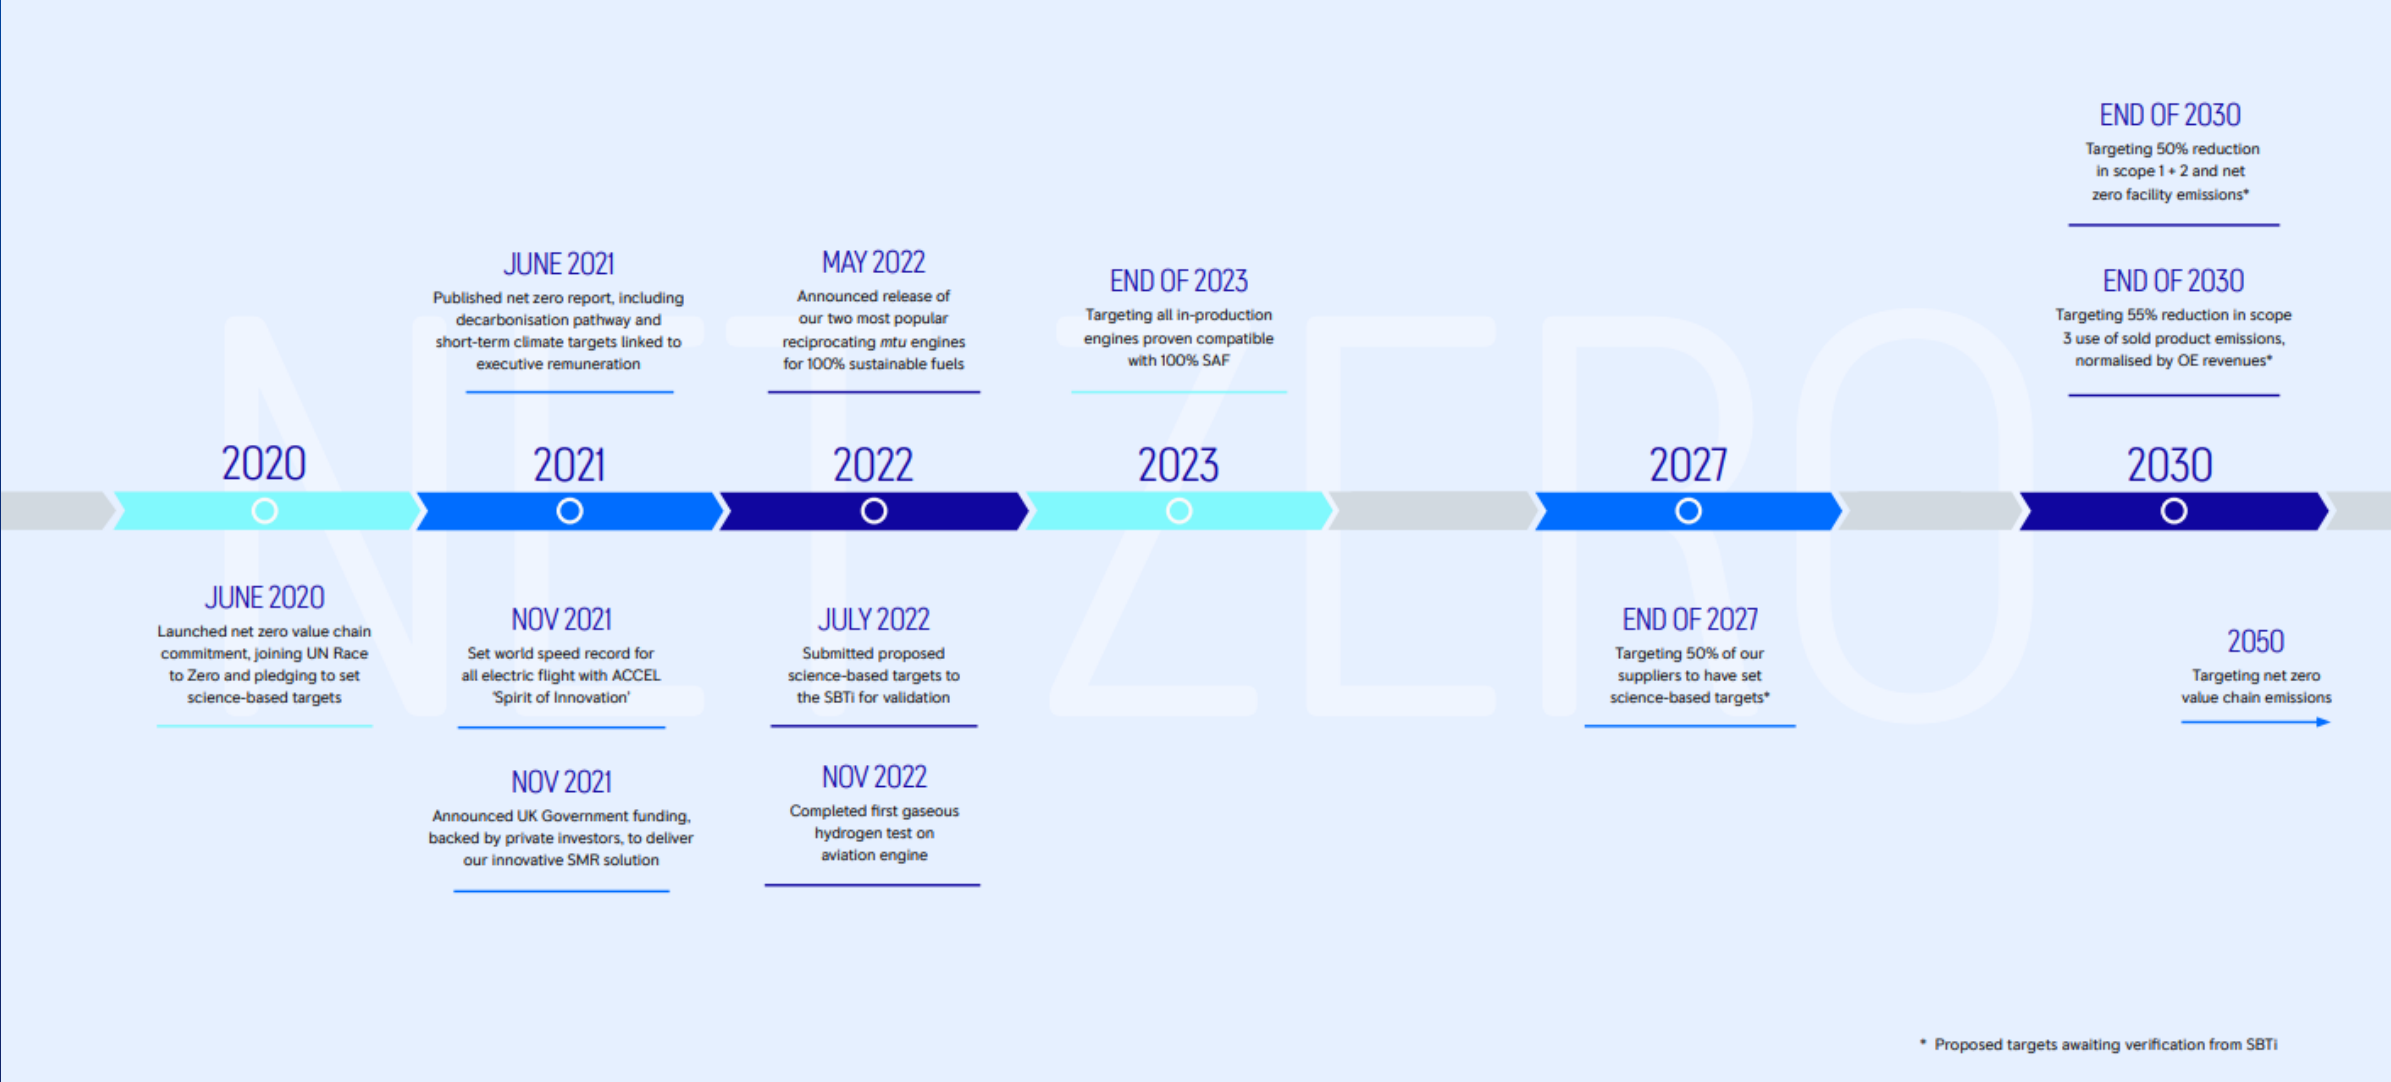 NET ZERO
END OF 2030
Targeting 50% reduction
in scope 1 + 2 and net
zero facility emissions*
JUNE 2021
Published net zero report, including
decarbonisation pathway and
short-term climate targets linked to
executive remuneration
MAY 2022
Announced release of
our two most popular
reciprocating mtu engines
for 100% sustainable fuels
END OF 2023
Targeting all in-production
engines proven compatible
with 100% SAF
END OF 2030
Targeting 55% reduction in scope
3 use of sold product emissions,
normalised by OE revenues*
2020
2021
2022
2023
2027
2030
JUNE 2020
Launched net zero value chain
commitment, joining UN Race
to Zero and pledging to set
science-based targets
NOV 2021
Set world speed record for
all electric flight with ACCEL
'Spirit of Innovation'
NOV 2021
Announced UK Government funding,
backed by private investors, to deliver
our innovative SMR solution
JULY 2022
Submitted proposed
science-based targets to
the SBTi for validation
NOV 2022
Completed first gaseous
hydrogen test on
aviation engine
END OF 2027
Targeting 50% of our
suppliers to have set
science-based targets*
2050
Targeting net zero
value chain emissions
* Proposed targets awaiting verification from SBTi